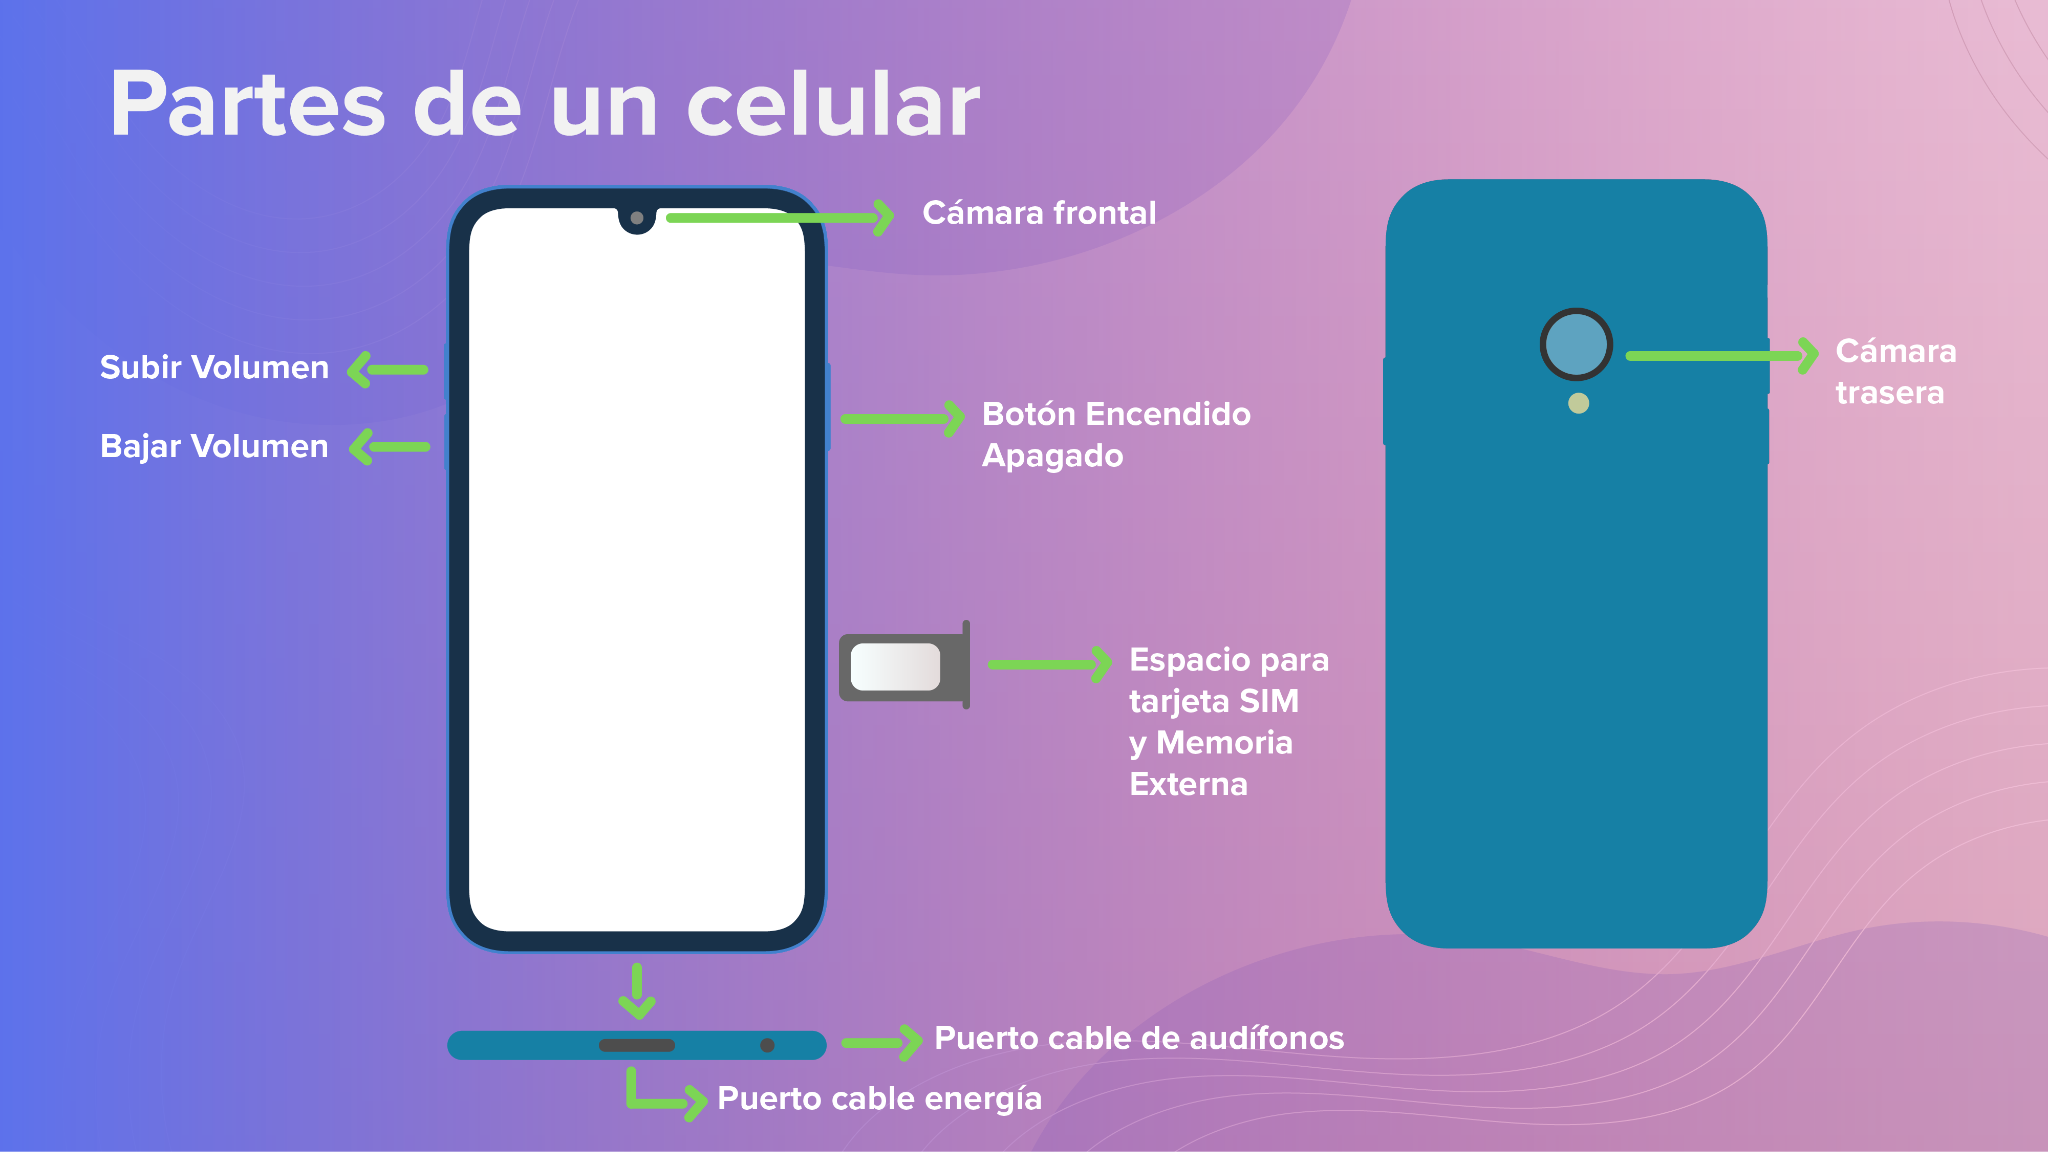 Partes de un celular
Cámara frontal
Subir Volumen
Bajar Volumen
Botón Encendido
Apagado
Cámara
trasera
Espacio para
tarjeta SIM
y Memoria
Externa
Puerto cable de audífonos
Puerto cable energía